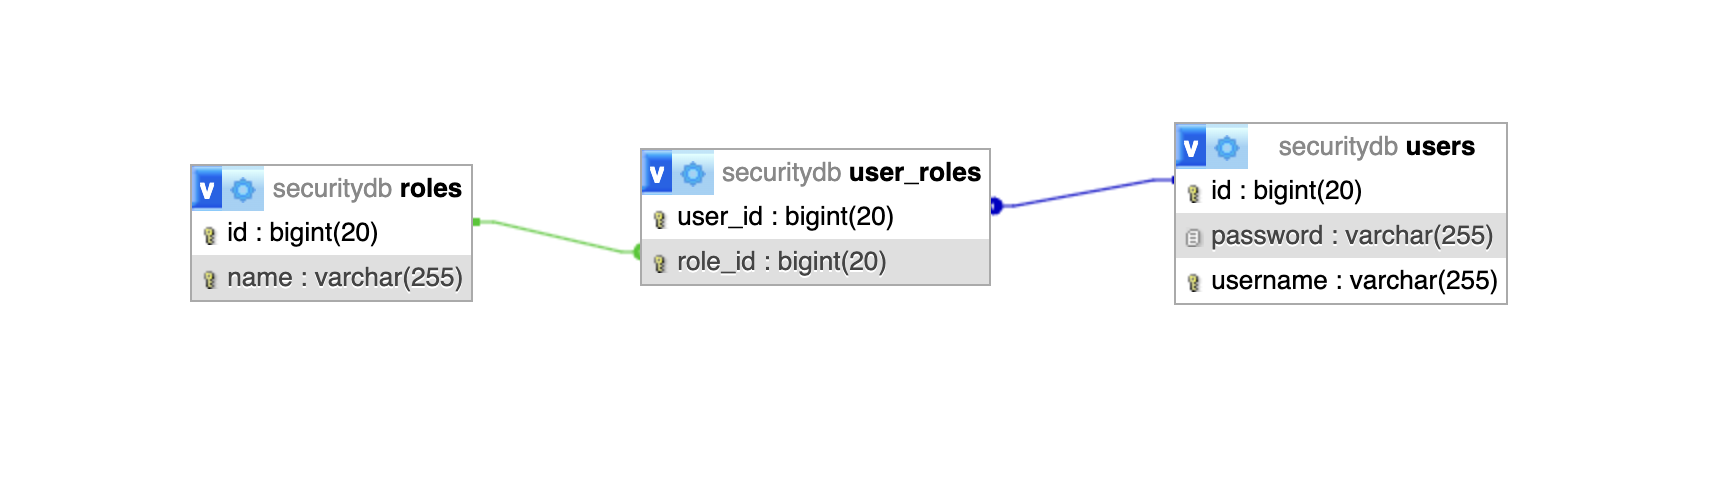 v securitydb roles
id : bigint(20)
name : varchar(255)
v securitydb user_roles
user_id : bigint(20)
role_id : bigint(20)
v securitydb users
id : bigint(20)
password : varchar(255)
username : varchar(255)